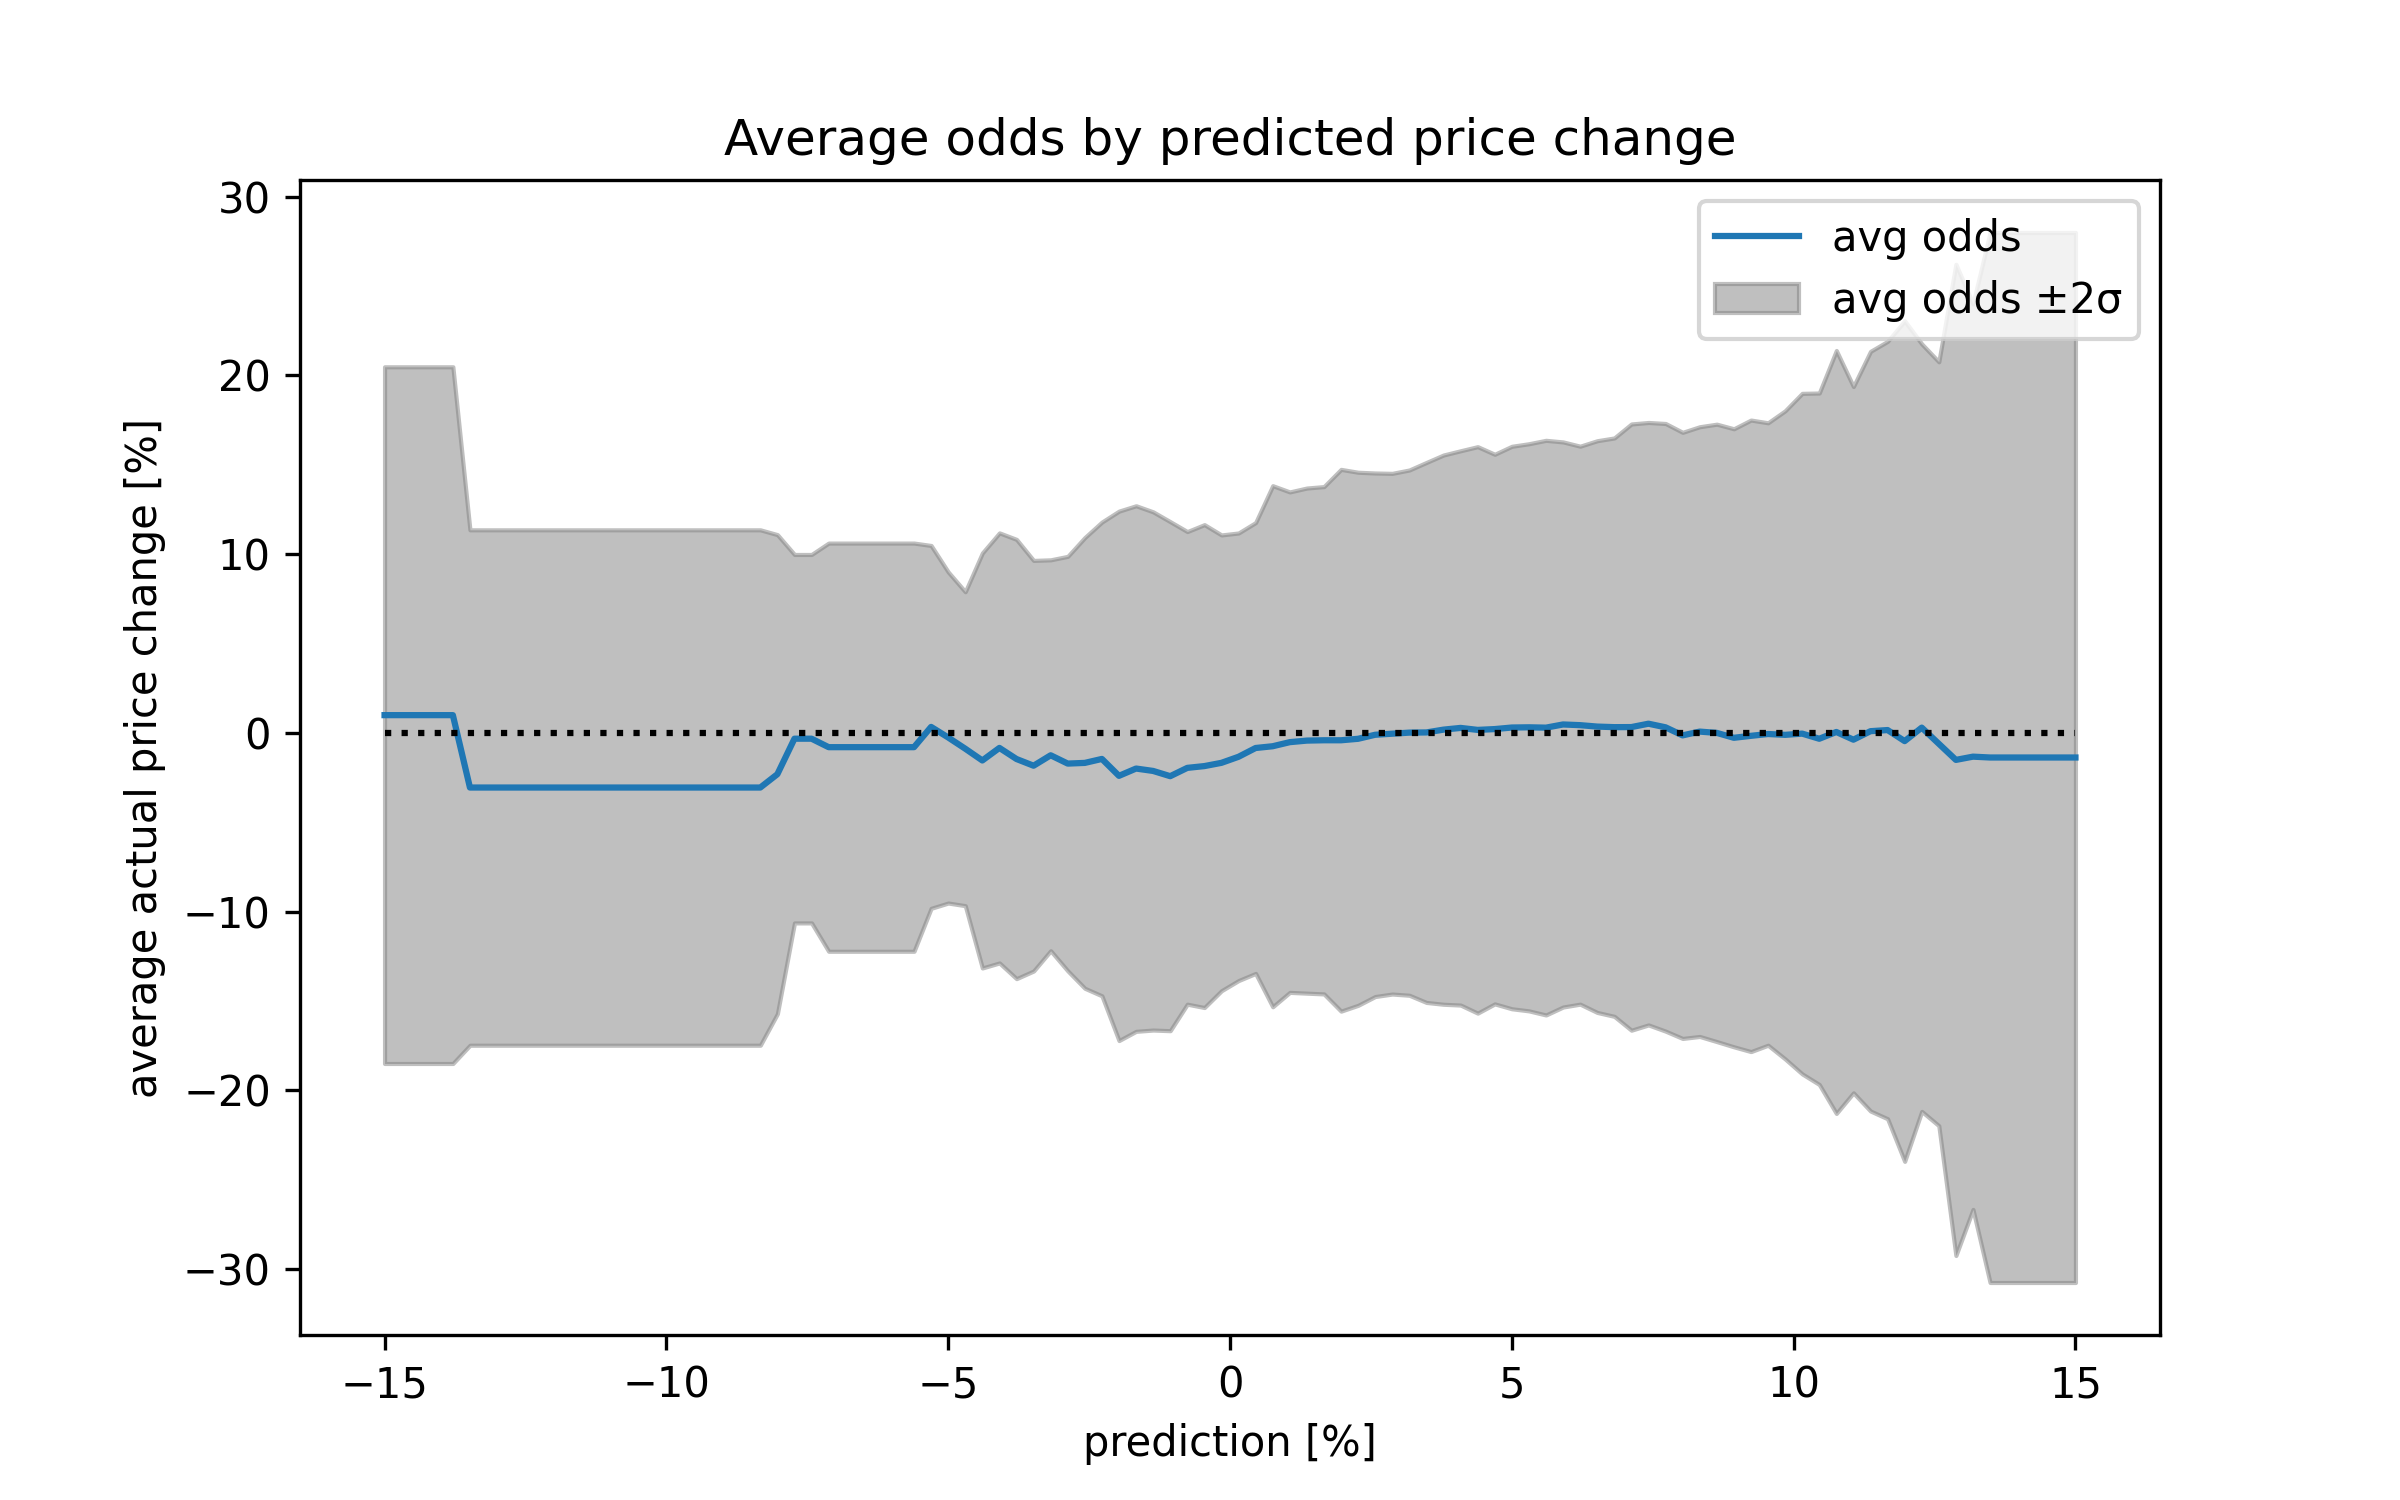 Average odds by predicted price change
avg odds
avg odds ±2σ
average actual price change [%]
30
20
10
0
−10
−20
−30
−15
−10
−5
0
5
10
15
prediction [%]